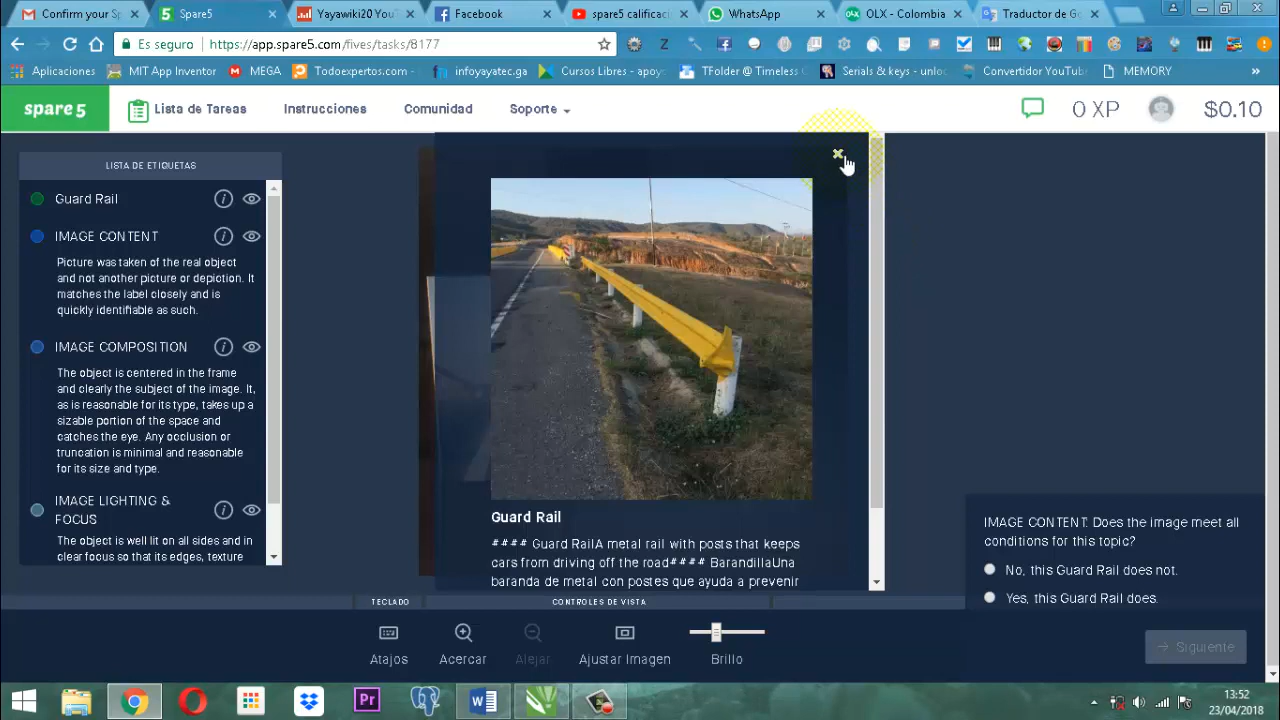 Confirm your S
Spare5
Yayawiki20 You
Facebook
spare5 calificaci
WhatsApp
OLX - Colombia
Traductor de Go
Es seguro https://app.spare5.com/fives/tasks/8177
Aplicaciones MIT App Inventor MEGA Todoexpertos.com - infoyayatec.ga Cursos Libres - apoy TFolder @ Timeless Serials & keys - unloc Convertidor YouTub MEMORY »
spare5 Lista de Tareas Instrucciones Comunidad Soporte 0 XP $0.10
LISTA DE ETIQUETAS
Guard Rail
IMAGE CONTENT
Picture was taken of the real object
and not another picture or depiction. It
matches the label closely and is
quickly identifiable as such.
IMAGE COMPOSITION
The object is centered in the frame
and clearly the subject of the image. It,
as is reasonable for its type, takes up a
sizable portion of the space and
catches the eye. Any occlusion or
truncation is minimal and reasonable
for its size and type.
IMAGE LIGHTING &
FOCUS
The object is well lit on all sides and in
clear focus so that its edges, texture
Guard Rail
#### Guard RailA metal rail with posts that keeps
cars from driving off the road#### BarandillaUna
baranda de metal con postes que ayuda a prevenir
IMAGE CONTENT: Does the image meet all
conditions for this topic?
No, this Guard Rail does not.
Yes, this Guard Rail does.
TECLADO
CONTROLES DE VISTA
Atajos
Acercar
Alejar
Ajustar Imagen
Brillo
Siguiente
Pr
13:52
23/04/2018